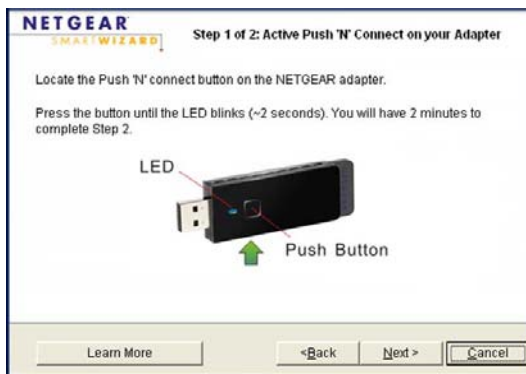 NETGEAR
SMARTWIZARD
Step 1 of 2: Active Push 'N' Connect on your Adapter
Locate the Push 'N' connect button on the NETGEAR adapter.
Press the button until the LED blinks (~2 seconds). You will have 2 minutes to
complete Step 2.
LED
Push Button
Learn More
<Back
Next >
Cancel